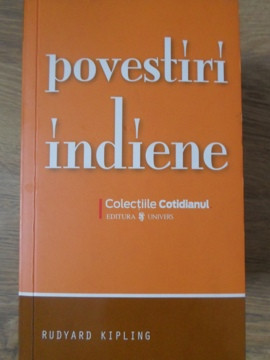 povestiri
indiene
Colecțiile Cotidianul
EDITURA UNIVERS
RUDYARD KIPLING